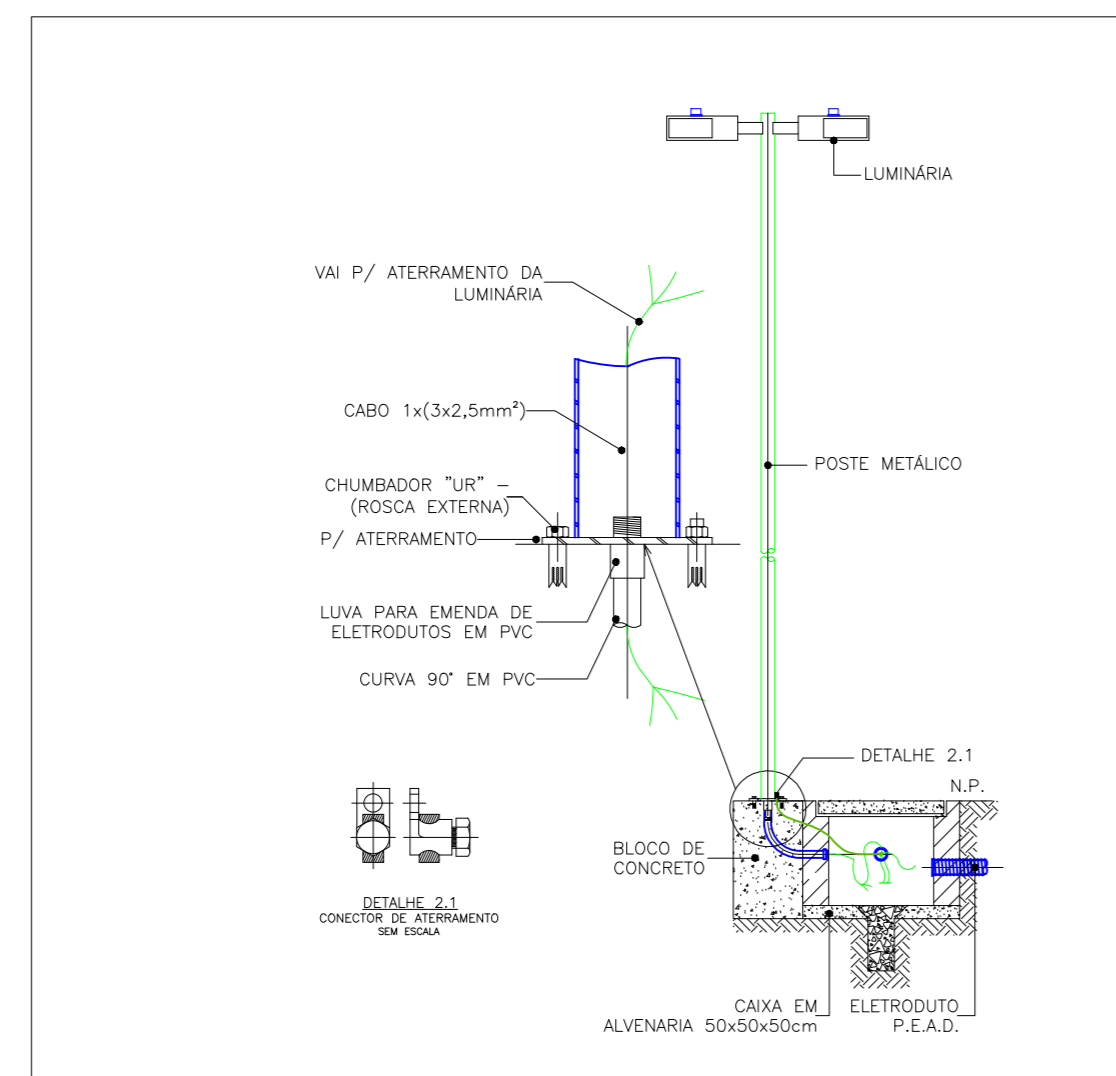 LUMINÁRIA
VAI P/ ATERRAMENTO DA
LUMINÁRIA
CABO 1x(3x2,5mm²)
POSTE METÁLICO
CHUMBADOR "UR" –
(ROSCA EXTERNA)
P/ ATERRAMENTO
LUVA PARA EMENDA DE
ELETRODUTOS EM PVC
CURVA 90° EM PVC
DETALHE 2.1
N.P.
BLOCO DE
CONCRETO
DETALHE 2.1
CONECTOR DE ATERRAMENTO
SEM ESCALA
CAIXA EM
ALVENARIA 50x50x50cm
ELETRODUTO
P.E.A.D.